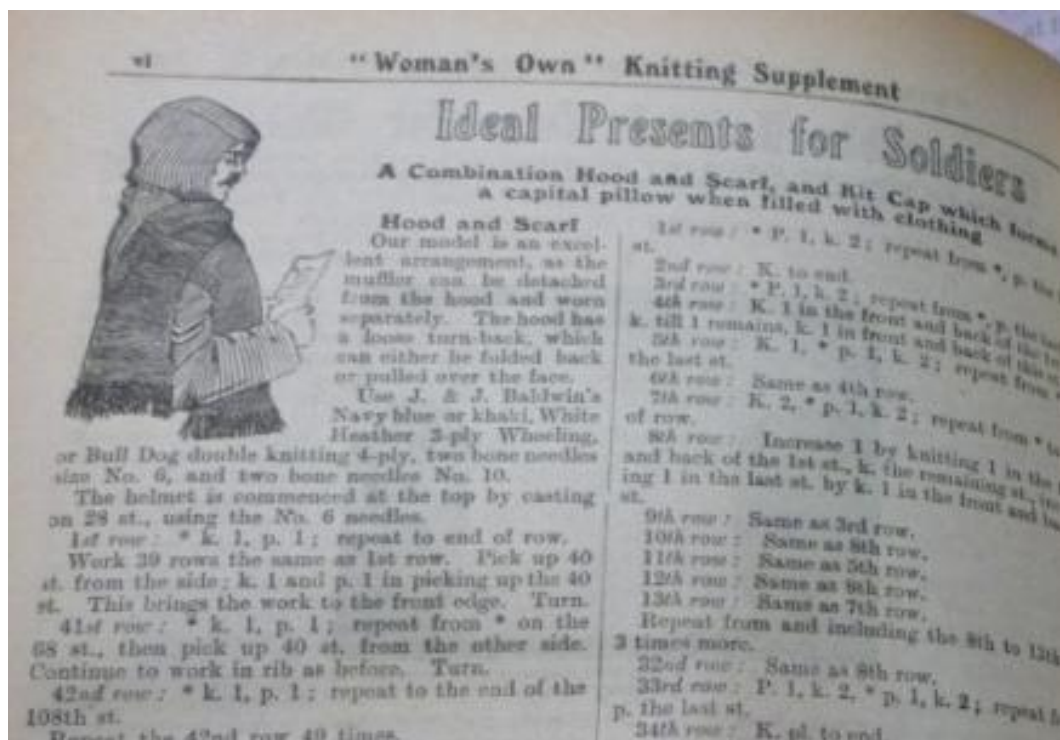 vi
"Woman's Own" Knitting Supplement
Ideal Presents for Soldiers
A Combination Hood and Scarf, and Kit Cap which forms
a capital pillow when filled with clothing
Hood and Scarf
Our model is an excel-
lent arrangement, as the
muffler can be detached
from the hood and worn
separately. The hood has
a loose turn-back, which
can either be folded back
or pulled over the face.
Use J. & J. Baldwin's
Navy blue or khaki, White
Heather 3-ply Wheeling,
or Bull Dog double knitting 4-ply, two bone needles
size No. 6, and two bone needles No. 10.
The helmet is commenced at the top by casting
on 28 st., using the No. 6 needles.
1st row: * k. 1, p. 1; repeat to end of row.
Work 39 rows the same as 1st row. Pick up 40
st. from the side; k. 1 and p. 1 in picking up the 40
st. This brings the work to the front edge. Turn.
41st row: * k. 1, p. 1; repeat from * on the
68 st., then pick up 40 st. from the other side.
Continue to work in rib as before. Turn.
42nd row: * k. 1, p. 1; repeat to the end of the
108th st.
Repeat the 42nd row 49 times.
1st row: * P. 1, k. 2; repeat from *, p. the
st.
2nd row: K. to end.
3rd row: * P. 1, k. 2; repeat from *, p. the last
4th row: K. 1 in the front and back of the
k. till 1 remains, k. 1 in front and back of
5th row: K. 1, * p. 1, k. 2; repeat from
the last st.
6th row: Same as 4th row.
7th row: K. 2, * p. 1, k. 2; repeat from * to
of row.
8th row: Increase 1 by knitting 1 in the
and back of the 1st st., k. the remaining st.,
ing 1 in the last st. by k. 1 in the front and
st.
9th row: Same as 3rd row.
10th row: Same as 8th row.
11th row: Same as 5th row.
12th row: Same as 8th row.
13th row: Same as 7th row.
Repeat from and including the 8th to 13th
3 times more.
32nd row: Same as 8th row.
33rd row: P. 1, k. 2, * p. 1, k. 2; repeat
p. the last st.
34th row: K. pl. to end.